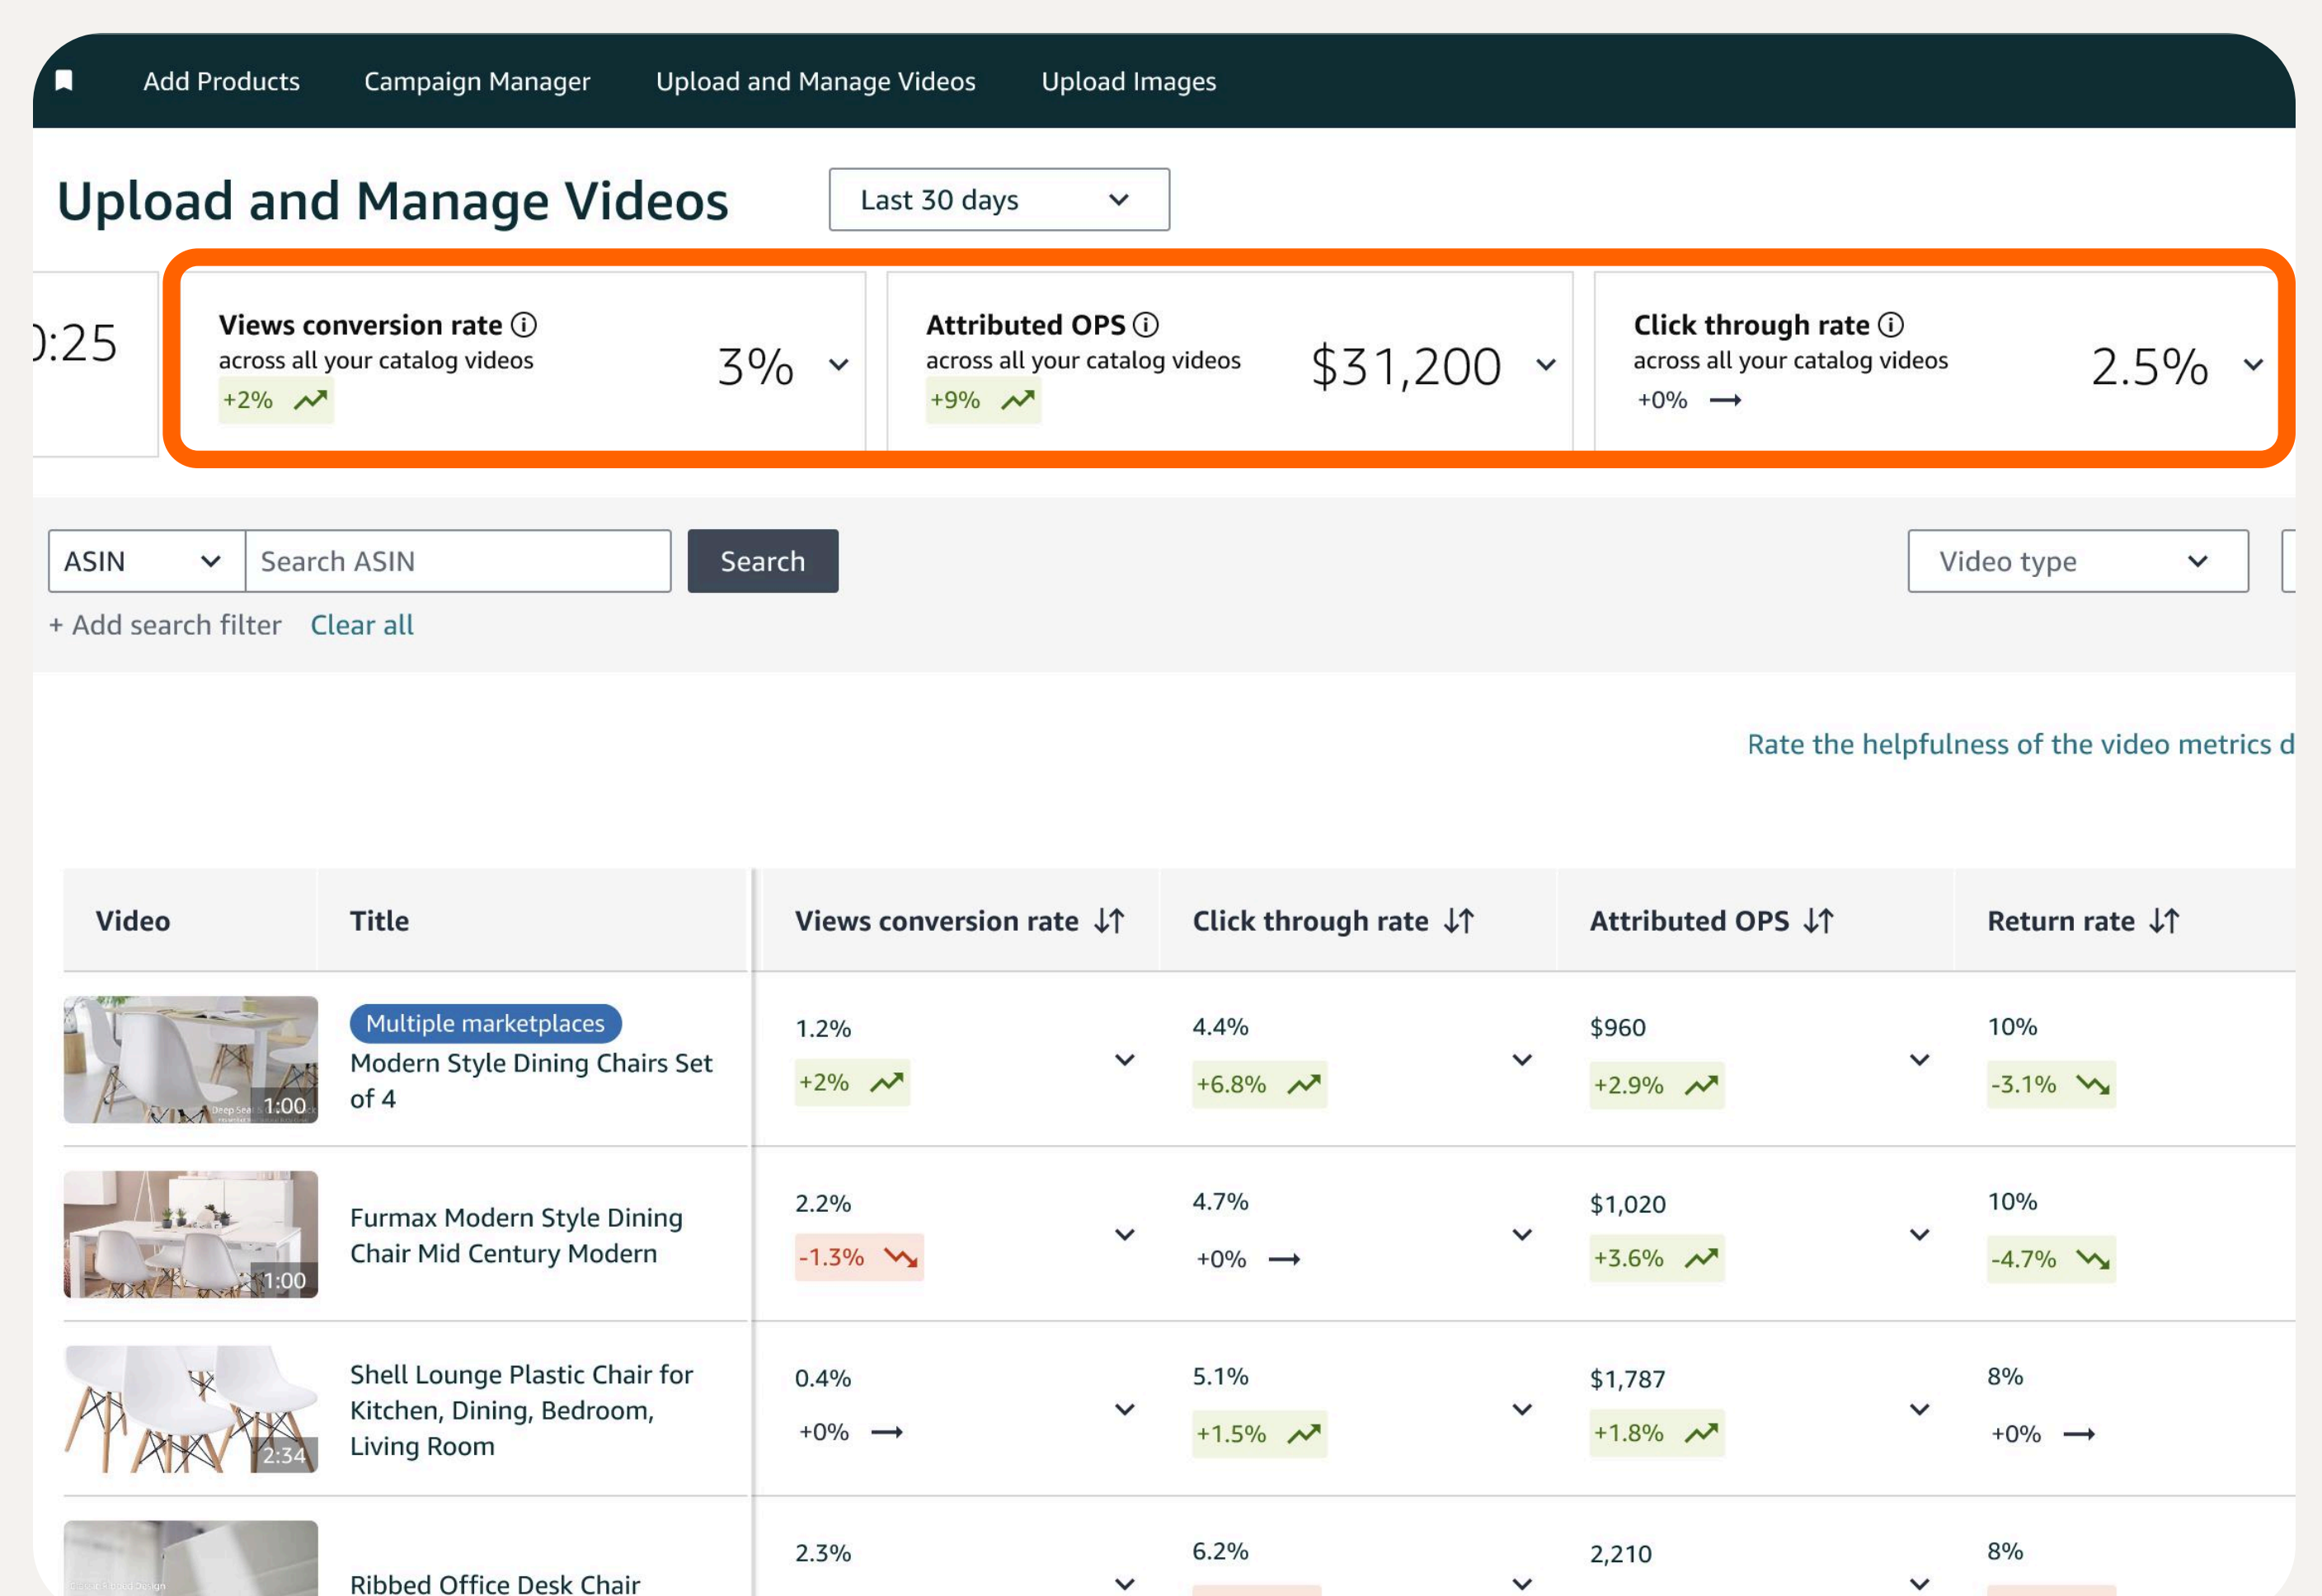 Add Products Campaign Manager Upload and Manage Videos Upload Images
Upload and Manage Videos Last 30 days
0:25
Views conversion rate
across all your catalog videos
+2%
3%
Attributed OPS
across all your catalog videos
+9%
$31,200
Click through rate
across all your catalog videos
+0%
2.5%
ASIN Search ASIN Search Video type
+ Add search filter Clear all
Rate the helpfulness of the video metrics d
Video Title Views conversion rate Click through rate Attributed OPS Return rate
1:00
Multiple marketplaces
Modern Style Dining Chairs Set
of 4
1.2% 4.4% $960 10%
+2% +6.8% +2.9% -3.1%
1:00
Furmax Modern Style Dining
Chair Mid Century Modern
2.2% 4.7% $1,020 10%
-1.3% +0% +3.6% -4.7%
2:34
Shell Lounge Plastic Chair for
Kitchen, Dining, Bedroom,
Living Room
0.4% 5.1% $1,787 8%
+0% +1.5% +1.8% +0%
Ribbed Office Desk Chair
2.3% 6.2% 2,210 8%